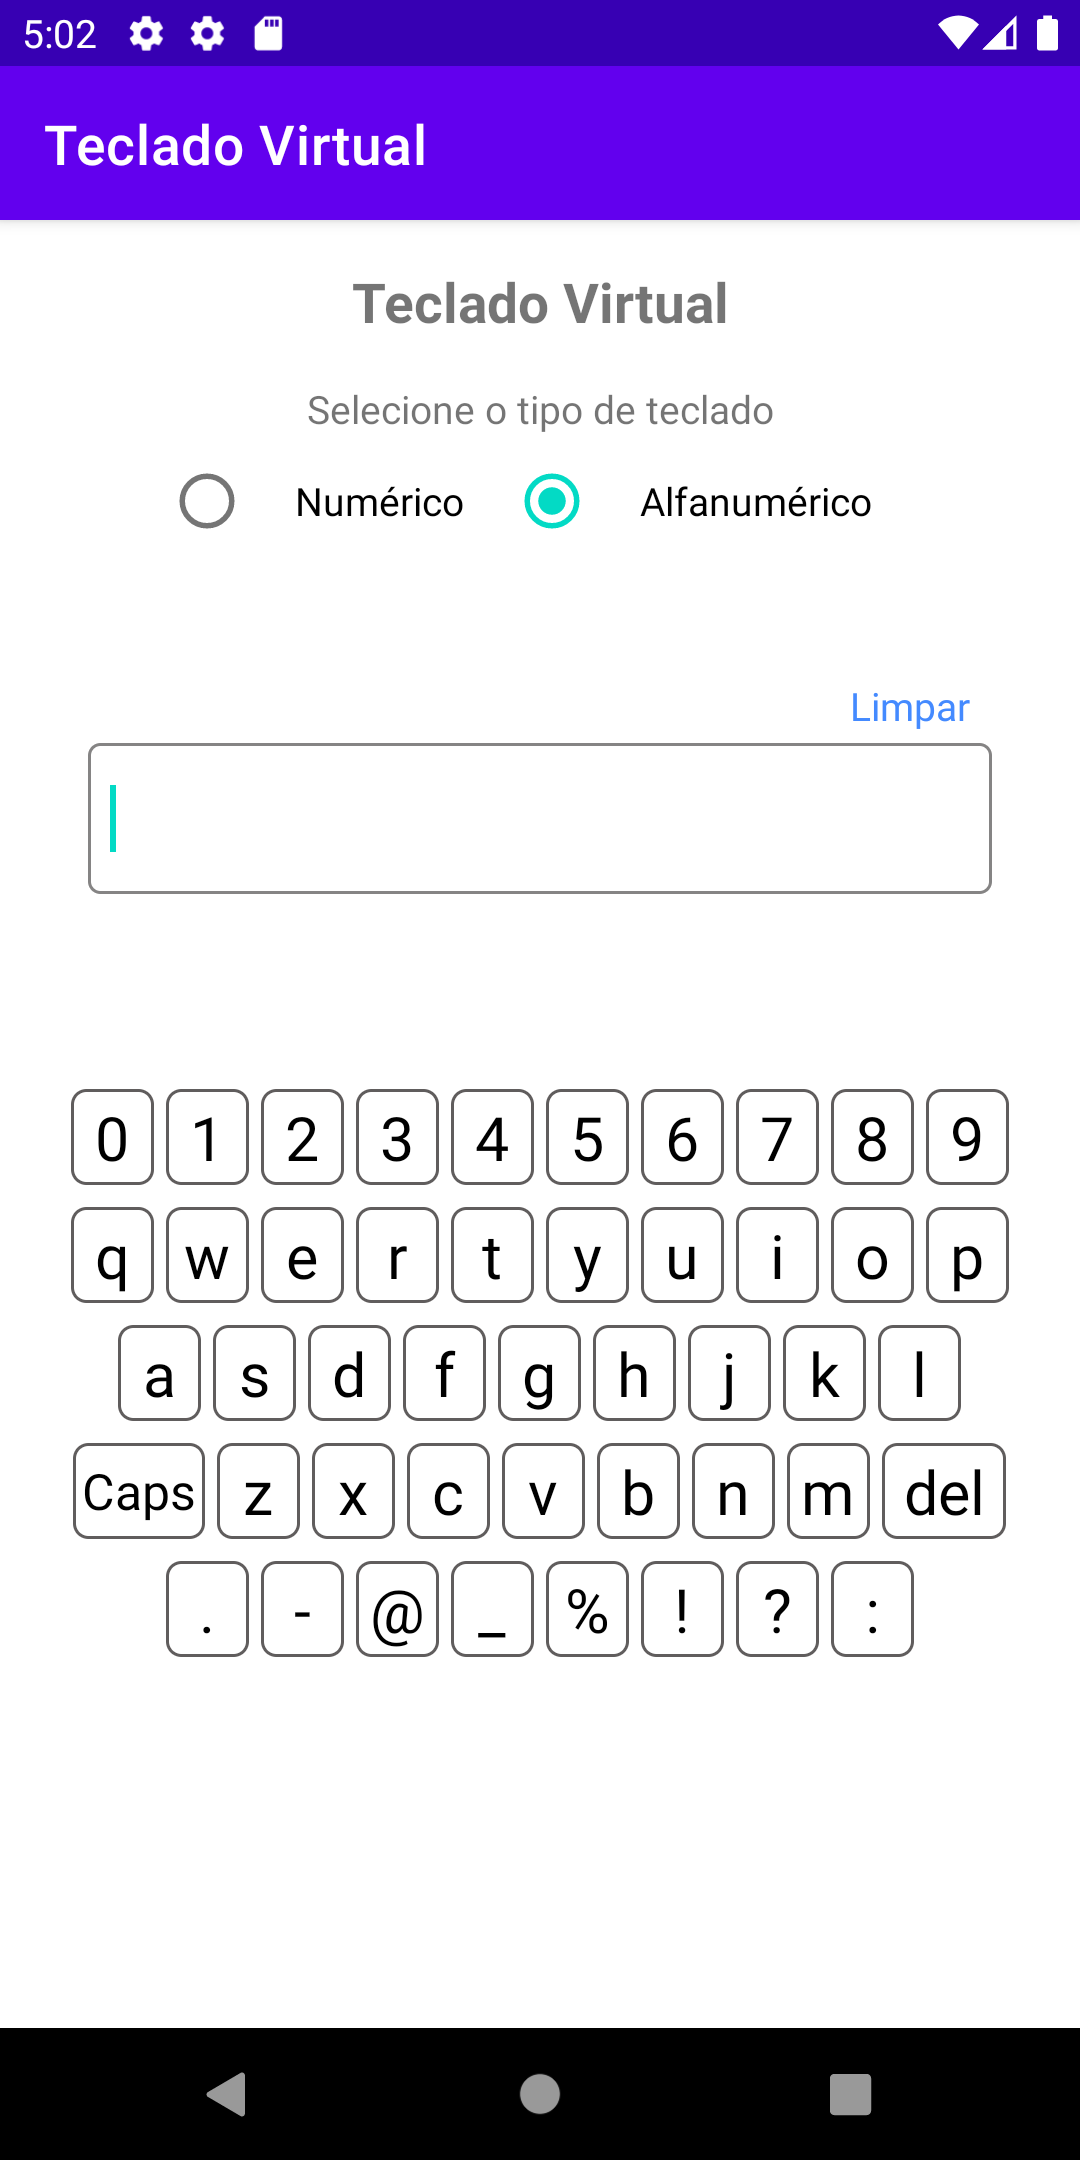 5:02
Teclado Virtual
Teclado Virtual
Selecione o tipo de teclado
Numérico Alfanumérico
Limpar
0 1 2 3 4 5 6 7 8 9
q w e r t y u i o p
a s d f g h j k l
Caps z x c v b n m del
. - @ _ % ! ? :